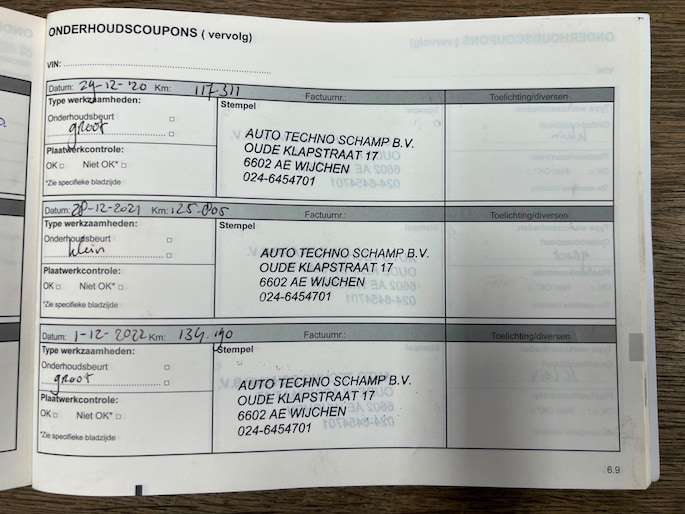 ONDERHOUDSCOUPONS ( vervolg)
VIN:
Datum: 29-12-'20 Km: 117.311 Factuurnr.: Toelichting/diversen
Type werkzaamheden: Stempel
Onderhoudsbeurt
groot
Plaatwerkcontrole:
OK Niet OK*
*Zie specifieke bladzijde
AUTO TECHNO SCHAMP B.V.
OUDE KLAPSTRAAT 17
6602 AE WIJCHEN
024-6454701
Datum: 28-12-2021 Km: 125.805 Factuurnr.: Toelichting/diversen
Type werkzaamheden: Stempel
Onderhoudsbeurt
klein
Plaatwerkcontrole:
OK Niet OK*
*Zie specifieke bladzijde
AUTO TECHNO SCHAMP B.V.
OUDE KLAPSTRAAT 17
6602 AE WIJCHEN
024-6454701
Datum: 1-12-2022 Km: 134.190 Factuurnr.: Toelichting/diversen
Type werkzaamheden: Stempel
Onderhoudsbeurt
groot
Plaatwerkcontrole:
OK Niet OK*
*Zie specifieke bladzijde
AUTO TECHNO SCHAMP B.V.
OUDE KLAPSTRAAT 17
6602 AE WIJCHEN
024-6454701
6.9